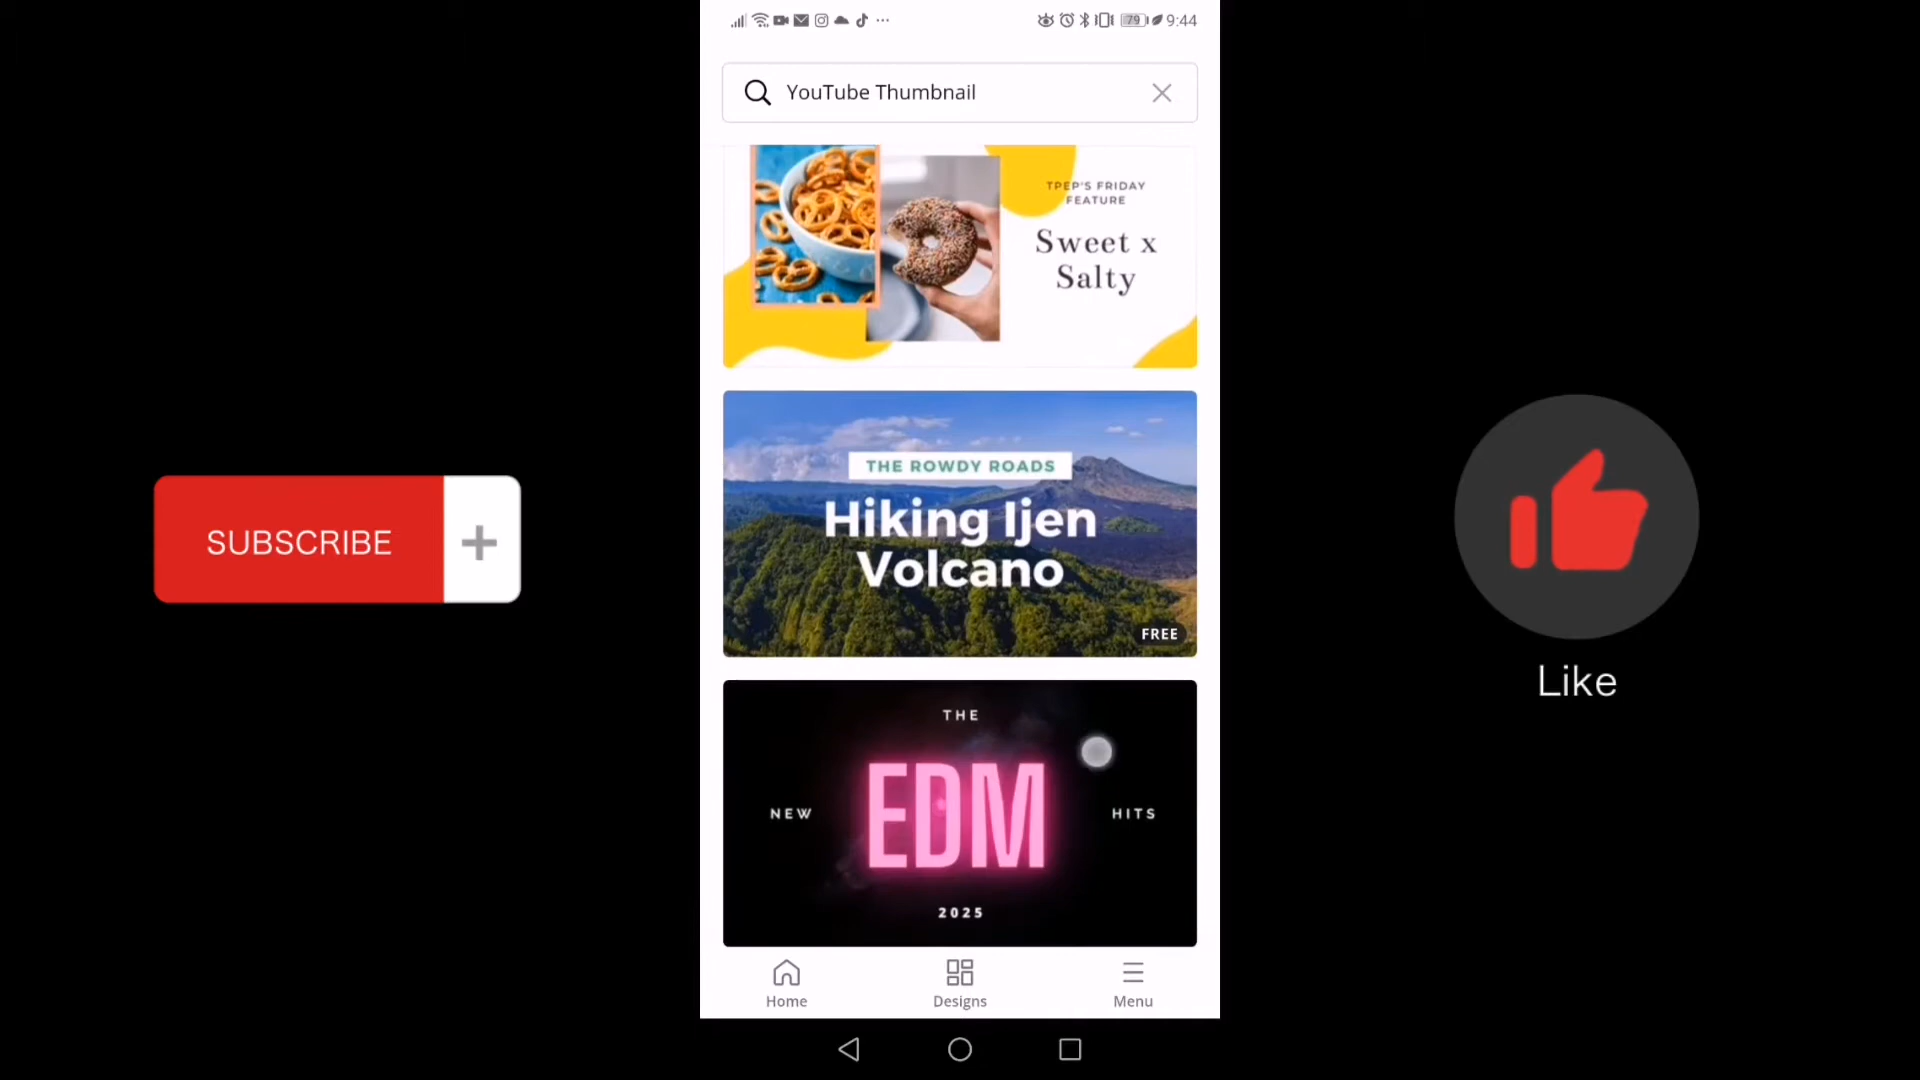 79 9:44
YouTube Thumbnail
TPEP'S FRIDAY
FEATURE
Sweet x
Salty
THE ROWDY ROADS
Hiking Ijen
Volcano
FREE
THE
NEW EDM HITS
2025
Home Designs Menu
SUBSCRIBE +
Like